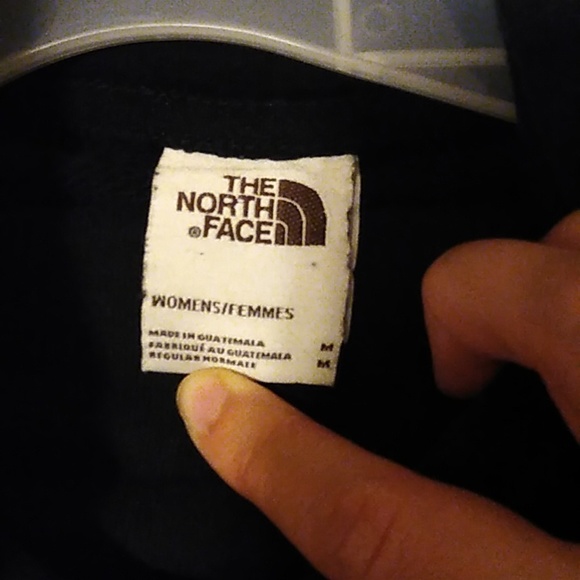 THE
NORTH
®FACE
WOMENS/FEMMES
MADE IN GUATEMALA M
FABRIQUÉ AU GUATEMALA M
REGULAR NORMALE